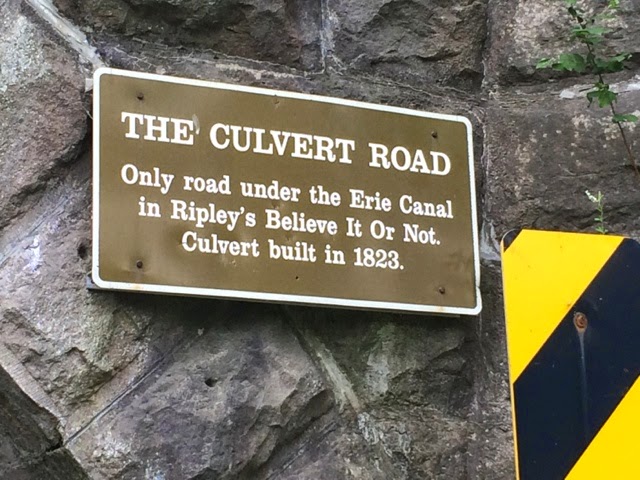 THE CULVERT ROAD
Only road under the Erie Canal
in Ripley's Believe It Or Not.
Culvert built in 1823.